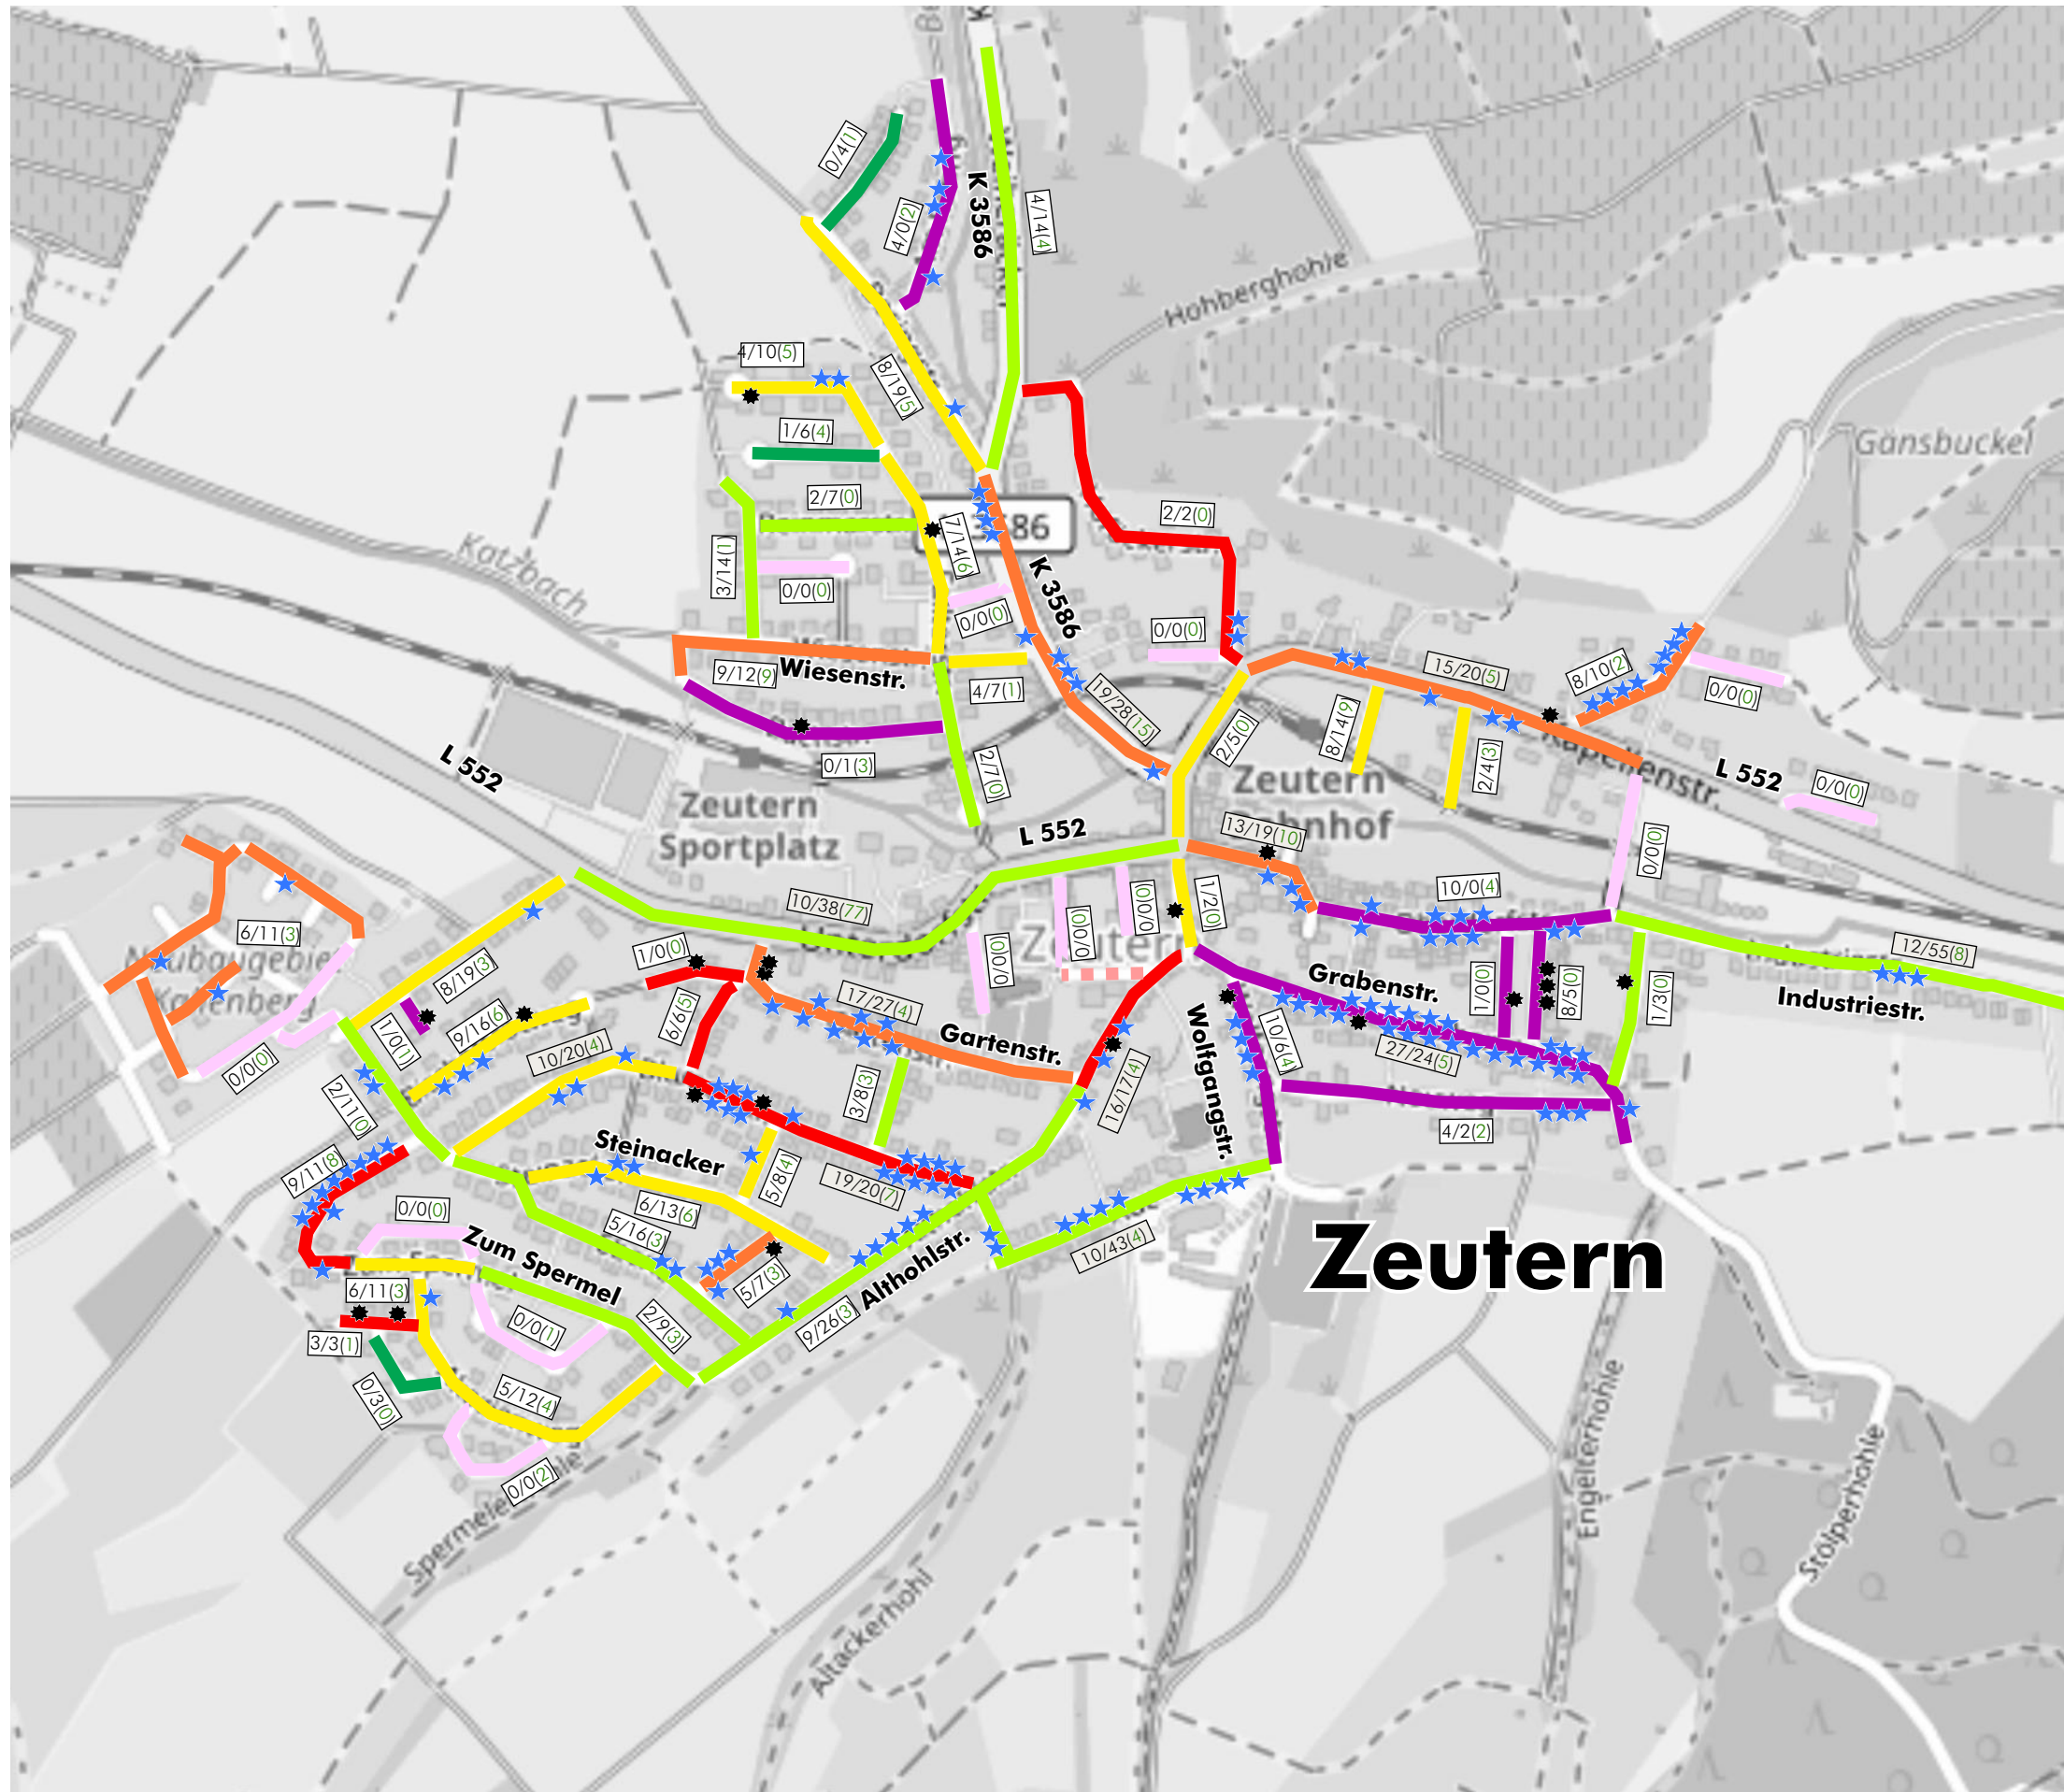 0/4(1)
4/0(2)
K 3586
4/14(4)
Hohberghohle
4/10(5)
8/19(5)
1/6(4)
Gänsbuckel
2/7(0)
86
7/14(6)
2/2(0)
Katzbach
3/14(1)
0/0(0)
K 3586
0/0(0)
0/0(0)
Wiesenstr.
9/12(9)
4/7(1)
19/28(15)
15/20(5)
8/10(2)
0/0(0)
0/1(3)
2/7(0)
2/5(0)
8/14(9)
2/4(3)
L 552
Kapellenstr.
L 552
0/0(0)
Zeutern
Sportplatz
Zeutern
L 552
13/19(10)
0/0(0)
10/38(77)
0/0(0)
0/0(0)
0/0(0)
1/2(0)
10/0(4)
6/11(3)
Neubaugebiet
8/19(3)
1/0(0)
12/55(8)
Industriestr.
Grabenstr.
1/0(0)
8/5(0)
1/3(0)
17/27(4)
Gartenstr.
6/6(5)
9/16(6)
1/0(1)
10/20(4)
0/0(0)
Wolfgangstr.
10/6(4)
27/24(5)
3/8(3)
16/17(4)
2/11(0)
4/2(2)
Steinacker
5/8(4)
19/20(7)
9/11(8)
0/0(0)
6/13(6)
5/16(3)
Zum Spermel
5/7(3)
Althohlstr.
10/43(4)
Zeutern
6/11(3)
3/3(1)
0/0(1)
2/9(3)
9/26(3)
0/3(0)
5/12(4)
0/0(2)
Altackerhohl
Engelterhohle
Stolperhohle